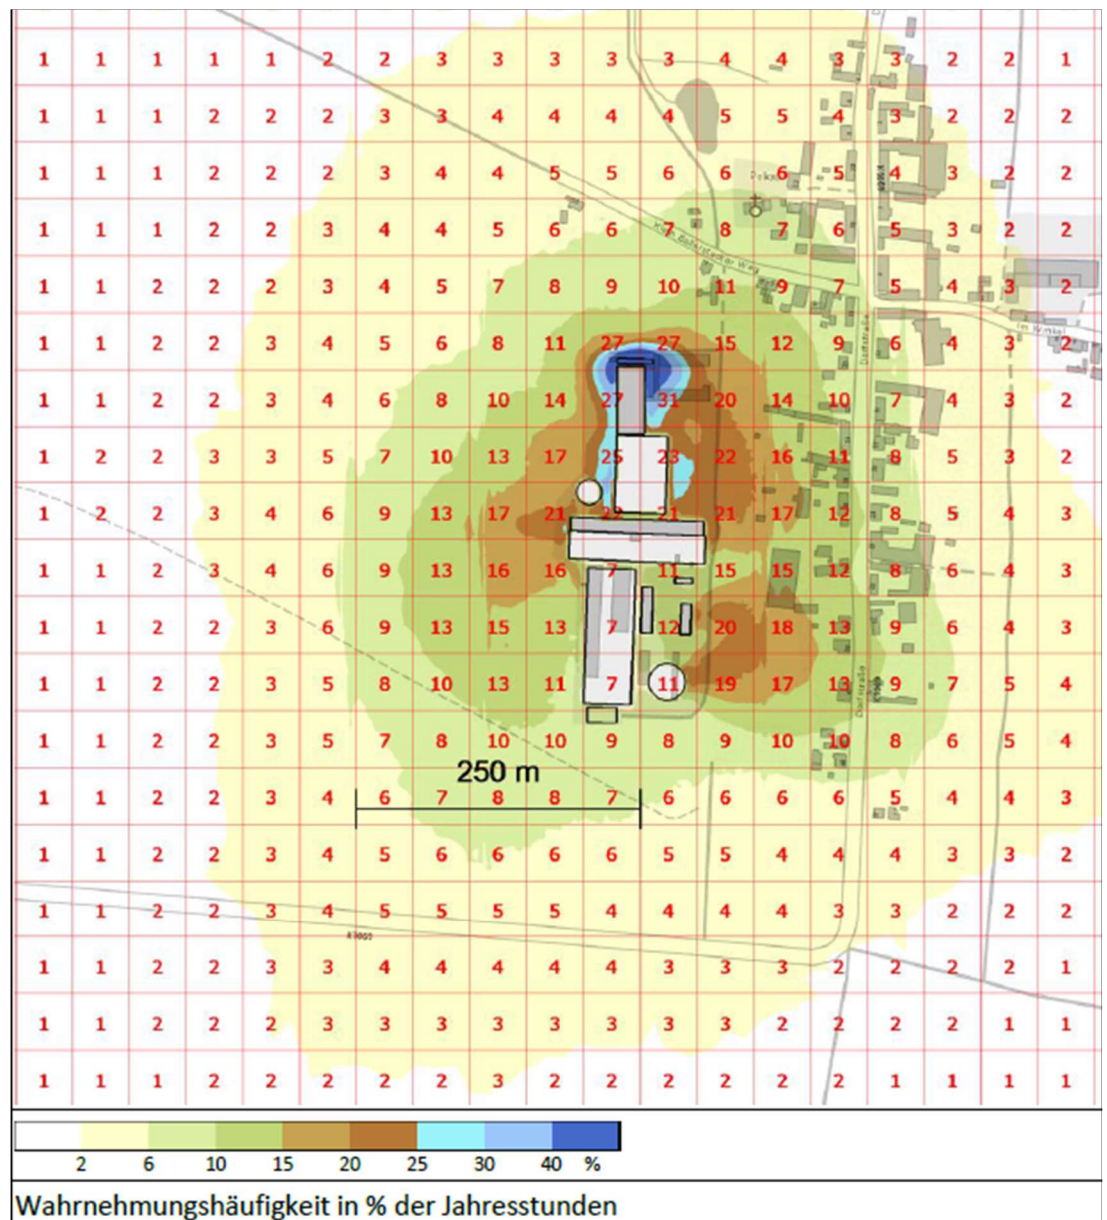 1 1 1 1 1 2 2 3 3 3 3 3 4 4 3 3 2 2 1
1 1 1 2 2 2 3 3 4 4 4 4 5 5 4 3 2 2 2
1 1 1 2 2 2 3 4 4 5 5 6 6 6 5 4 3 2 2
1 1 1 2 2 3 4 4 5 6 6 7 8 7 6 5 3 2 2
1 1 2 2 2 3 4 5 7 8 9 10 11 9 7 5 4 3 2
Im Winkel
1 1 2 2 3 4 5 6 8 11 27 27 15 12 9 6 4 3 2
Dorfstraße
1 1 2 2 3 4 6 8 10 14 27 31 20 14 10 7 4 3 2
1 2 2 3 3 5 7 10 13 17 25 23 22 16 11 8 5 3 2
1 2 2 3 4 6 9 13 17 21 22 21 21 17 12 8 5 4 3
1 1 2 3 4 6 9 13 16 16 7 11 15 15 12 8 6 4 3
1 1 2 2 3 6 9 13 15 13 7 12 20 18 13 9 6 4 3
1 1 2 2 3 5 8 10 13 11 7 11 19 17 13 9 7 5 4
Dorfstraße
1 1 2 2 3 5 7 8 10 10 9 8 9 10 10 8 6 5 4
250 m
1 1 2 2 3 4 6 7 8 8 7 6 6 6 6 5 4 4 3
1 1 2 2 3 4 5 6 6 6 6 5 5 4 4 4 3 3 2
1 1 2 2 3 4 5 5 5 5 4 4 4 4 3 3 2 2 2
1 1 2 2 3 3 4 4 4 4 4 3 3 3 2 2 2 2 1
1 1 2 2 2 3 3 3 3 3 3 3 3 2 2 2 2 1 1
1 1 1 2 2 2 2 2 3 2 2 2 2 2 2 1 1 1 1
2 6 10 15 20 25 30 40 %
Wahrnehmungshäufigkeit in % der Jahresstunden